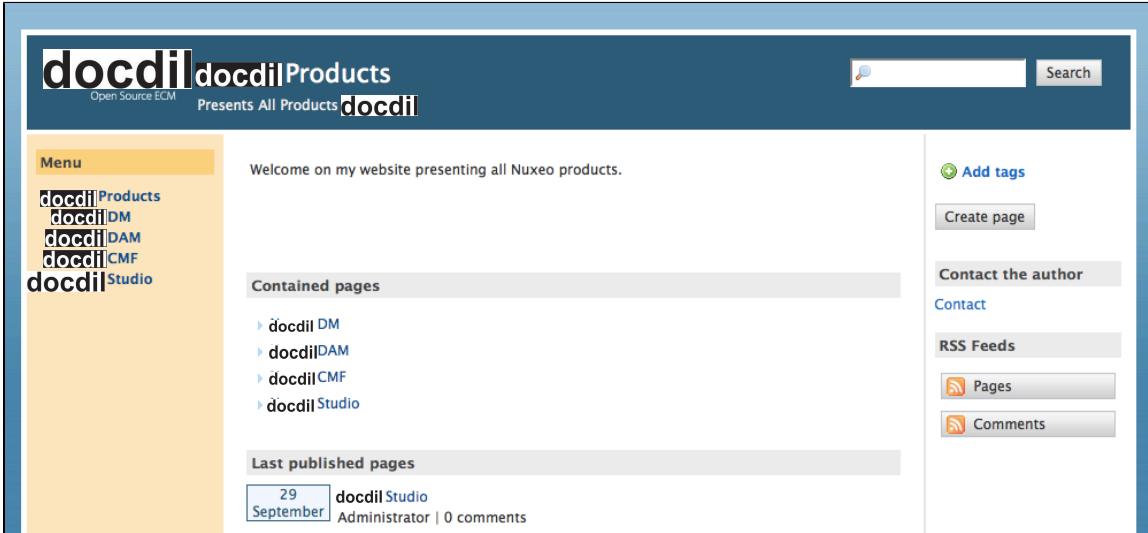 docdil docdil Products
Open Source ECM
Presents All Products docdil
Search
Menu
docdil Products
docdil DM
docdil DAM
docdil CMF
docdil Studio
Welcome on my website presenting all Nuxeo products.
Contained pages
docdil DM
docdil DAM
docdil CMF
docdil Studio
Last published pages
29
September
docdil Studio
Administrator | 0 comments
Add tags
Create page
Contact the author
Contact
RSS Feeds
Pages
Comments